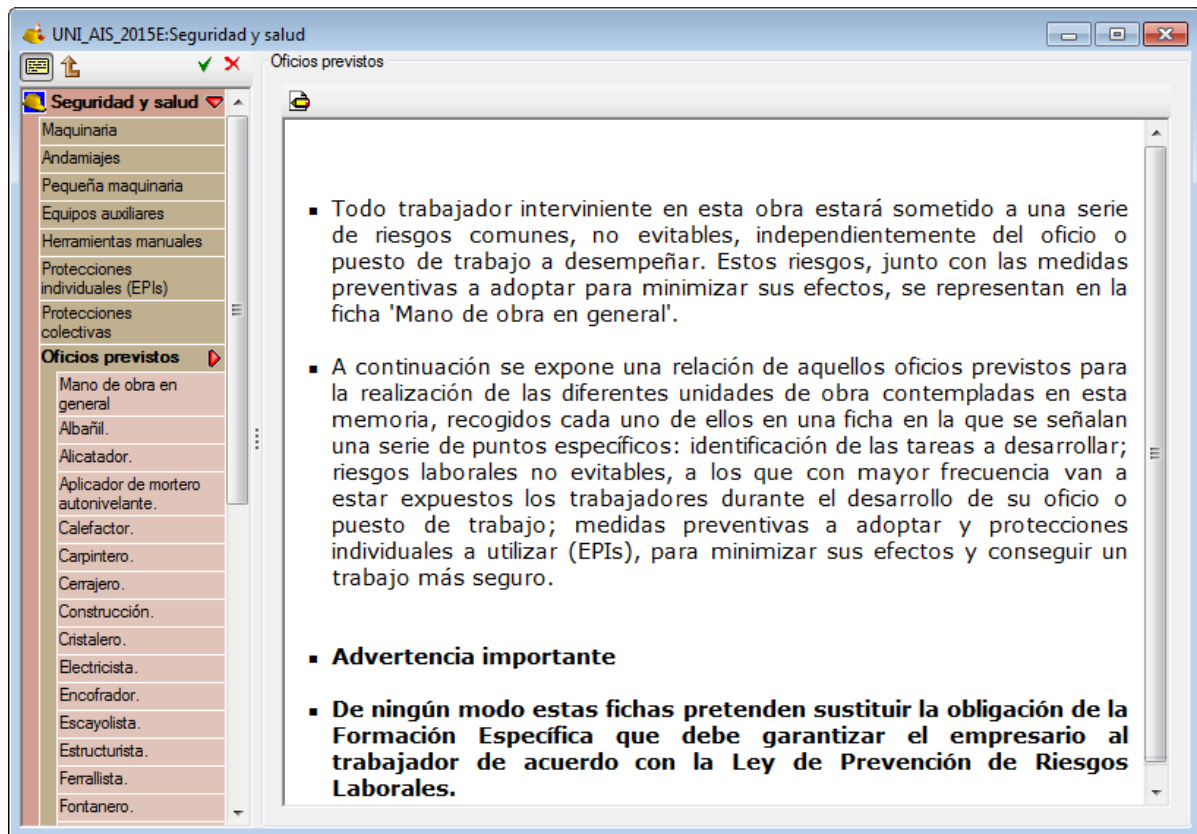 UNI_AIS_2015E:Seguridad y salud
Oficios previstos
Seguridad y salud
Maquinaria
Andamiajes
Pequeña maquinaria
Equipos auxiliares
Herramientas manuales
Protecciones
individuales (EPIs)
Protecciones
colectivas
Oficios previstos
Mano de obra en
general
Albañil.
Alicatador.
Aplicador de mortero
autonivelante.
Calefactor.
Carpintero.
Cerrajero.
Construcción.
Cristalero.
Electricista.
Encofrador.
Escayolista.
Estructurista.
Ferrallista.
Fontanero.
▪ Todo trabajador interviniente en esta obra estará sometido a una serie
de riesgos comunes, no evitables, independientemente del oficio o
puesto de trabajo a desempeñar. Estos riesgos, junto con las medidas
preventivas a adoptar para minimizar sus efectos, se representan en la
ficha 'Mano de obra en general'.
▪ A continuación se expone una relación de aquellos oficios previstos para
la realización de las diferentes unidades de obra contempladas en esta
memoria, recogidos cada uno de ellos en una ficha en la que se señalan
una serie de puntos específicos: identificación de las tareas a desarrollar;
riesgos laborales no evitables, a los que con mayor frecuencia van a
estar expuestos los trabajadores durante el desarrollo de su oficio o
puesto de trabajo; medidas preventivas a adoptar y protecciones
individuales a utilizar (EPIs), para minimizar sus efectos y conseguir un
trabajo más seguro.
▪ Advertencia importante
▪ De ningún modo estas fichas pretenden sustituir la obligación de la
Formación Específica que debe garantizar el empresario al
trabajador de acuerdo con la Ley de Prevención de Riesgos
Laborales.